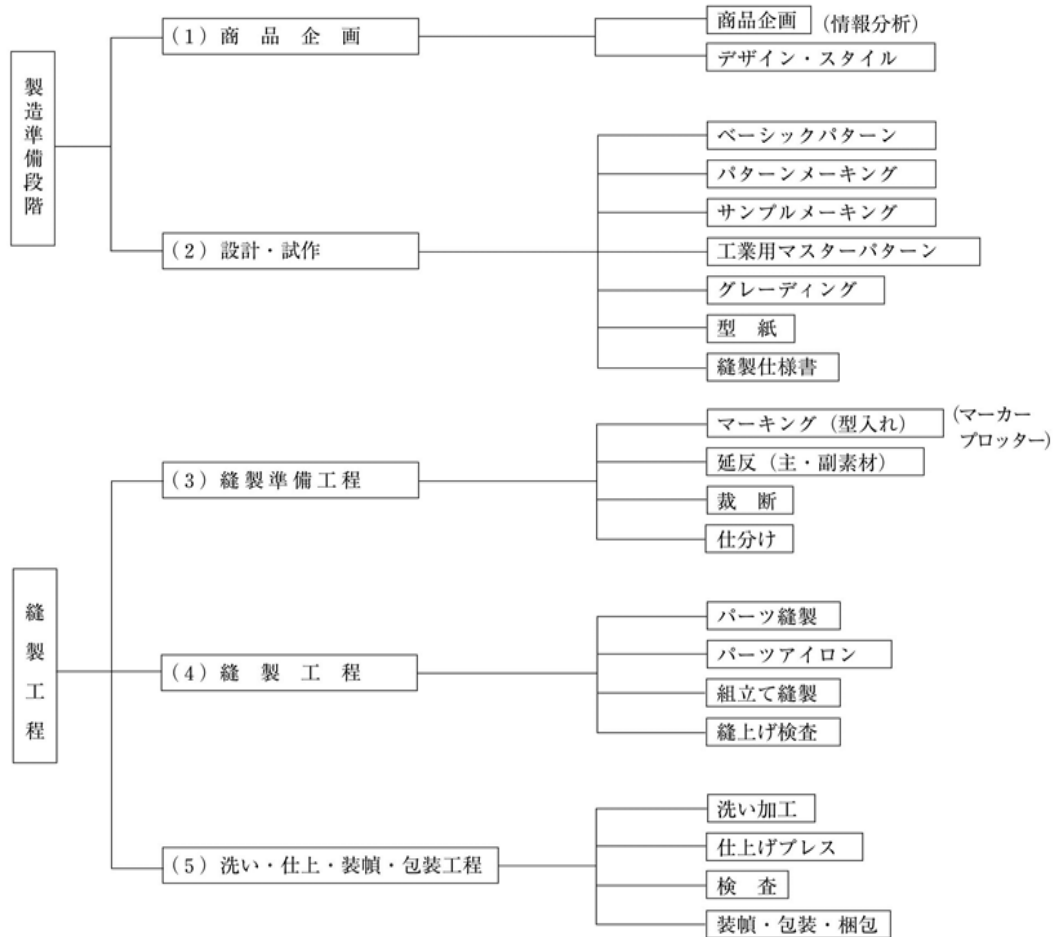 製造準備段階
(1)商品企画
商品企画 (情報分析)
デザイン・スタイル
(2)設計・試作
ベーシックパターン
パターンメーキング
サンプルメーキング
工業用マスターパターン
グレーディング
型紙
縫製仕様書
縫製工程
(3)縫製準備工程
マーキング(型入れ)
(マーカー
プロッター)
延反(主・副素材)
裁断
仕分け
(4)縫製工程
パーツ縫製
パーツアイロン
組立て縫製
縫上げ検査
(5)洗い・仕上・装幀・包装工程
洗い加工
仕上げプレス
検査
装幀・包装・梱包